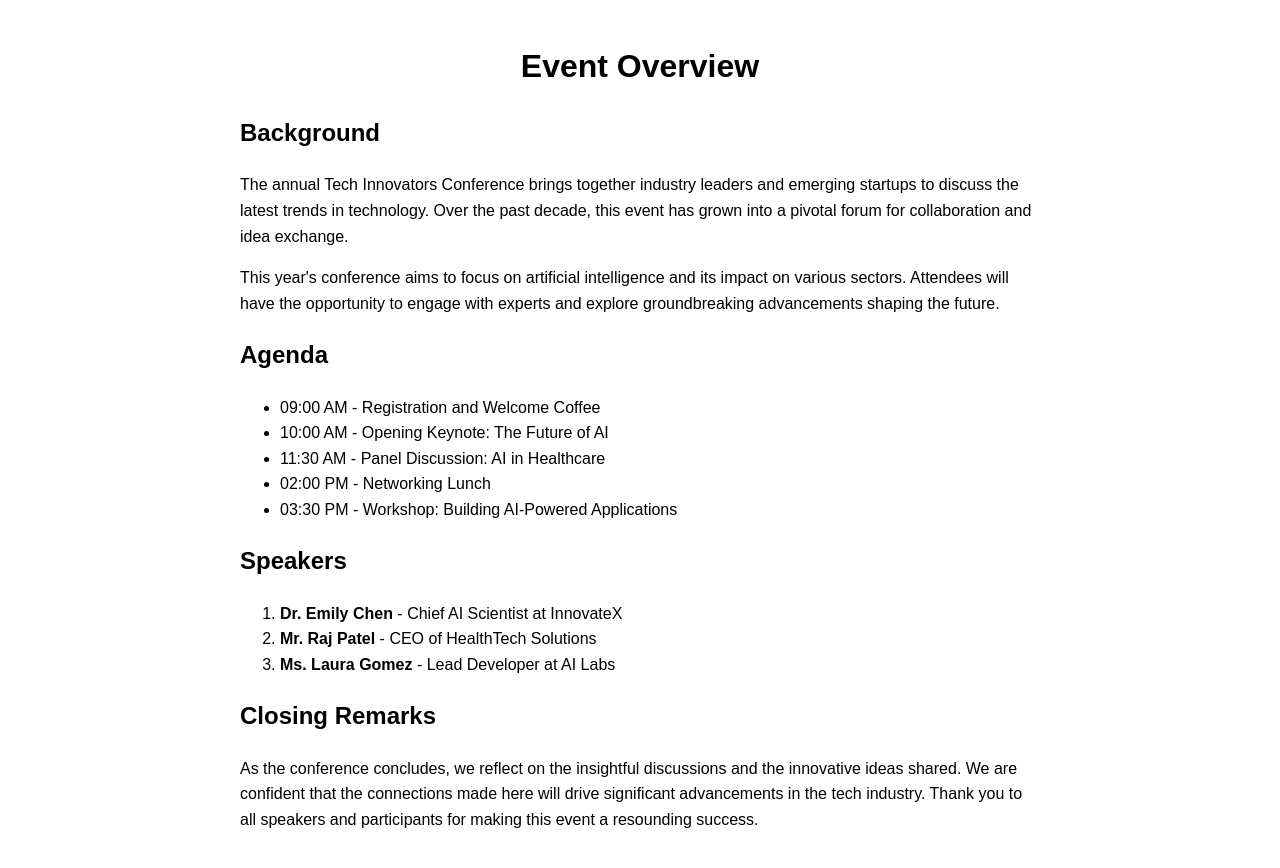 Event Overview
Background
The annual Tech Innovators Conference brings together industry leaders and emerging startups to discuss the
latest trends in technology. Over the past decade, this event has grown into a pivotal forum for collaboration and
idea exchange.
This year's conference aims to focus on artificial intelligence and its impact on various sectors. Attendees will
have the opportunity to engage with experts and explore groundbreaking advancements shaping the future.
Agenda
• 09:00 AM - Registration and Welcome Coffee
• 10:00 AM - Opening Keynote: The Future of AI
• 11:30 AM - Panel Discussion: AI in Healthcare
• 02:00 PM - Networking Lunch
• 03:30 PM - Workshop: Building AI-Powered Applications
Speakers
1. Dr. Emily Chen - Chief AI Scientist at InnovateX
2. Mr. Raj Patel - CEO of HealthTech Solutions
3. Ms. Laura Gomez - Lead Developer at AI Labs
Closing Remarks
As the conference concludes, we reflect on the insightful discussions and the innovative ideas shared. We are
confident that the connections made here will drive significant advancements in the tech industry. Thank you to
all speakers and participants for making this event a resounding success.